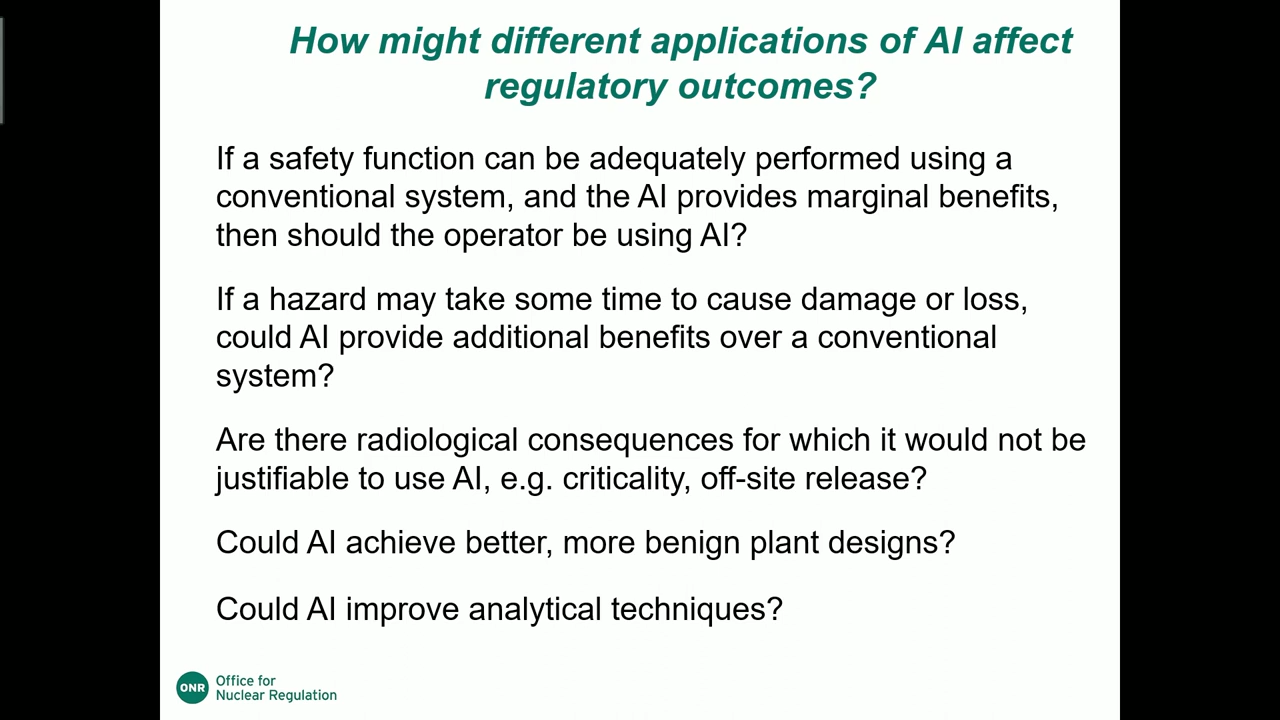 How might different applications of AI affect
regulatory outcomes?
If a safety function can be adequately performed using a
conventional system, and the AI provides marginal benefits,
then should the operator be using AI?
If a hazard may take some time to cause damage or loss,
could AI provide additional benefits over a conventional
system?
Are there radiological consequences for which it would not be
justifiable to use AI, e.g. criticality, off-site release?
Could AI achieve better, more benign plant designs?
Could AI improve analytical techniques?
ONR
Office for
Nuclear Regulation